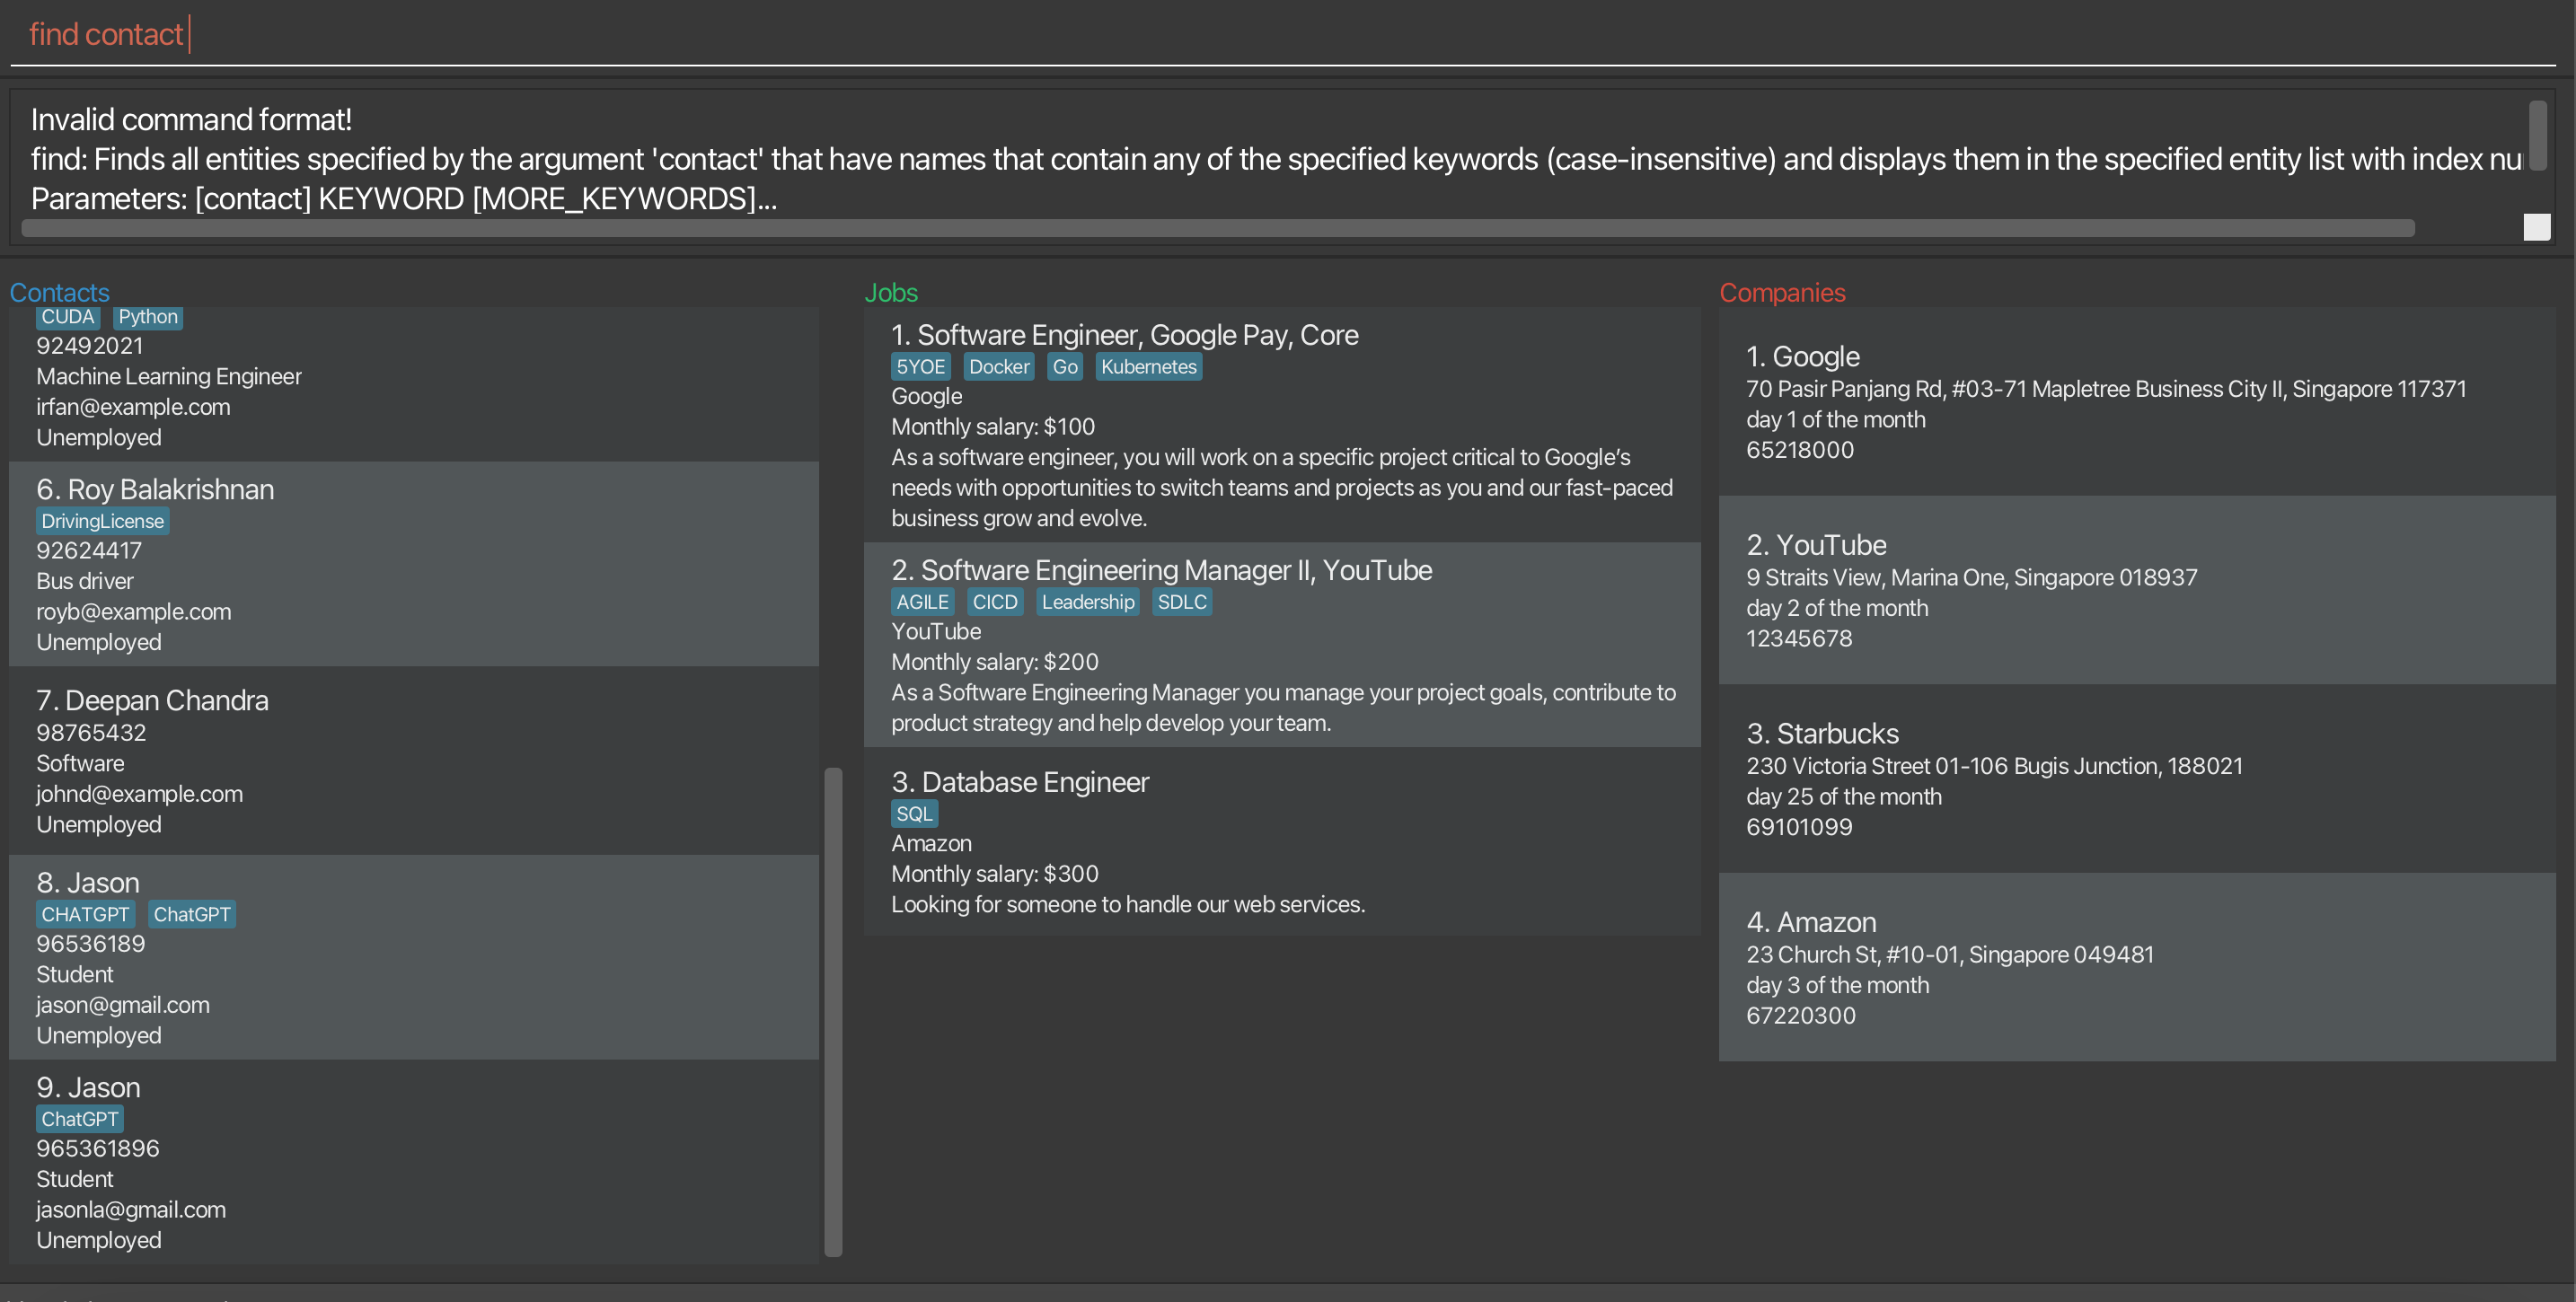 find contact
Invalid command format!
find: Finds all entities specified by the argument 'contact' that have names that contain any of the specified keywords (case-insensitive) and displays them in the specified entity list with index
Parameters: [contact] KEYWORD [MORE_KEYWORDS]...
Contacts
CUDA Python
92492021
Machine Learning Engineer
irfan@example.com
Unemployed
6. Roy Balakrishnan
DrivingLicense
92624417
Bus driver
royb@example.com
Unemployed
7. Deepan Chandra
98765432
Software
johnd@example.com
Unemployed
8. Jason
CHATGPT ChatGPT
96536189
Student
jason@gmail.com
Unemployed
9. Jason
ChatGPT
965361896
Student
jasonla@gmail.com
Unemployed
Jobs
1. Software Engineer, Google Pay, Core
5YOE Docker Go Kubernetes
Google
Monthly salary: $100
As a software engineer, you will work on a specific project critical to Google’s
needs with opportunities to switch teams and projects as you and our fast-paced
business grow and evolve.
2. Software Engineering Manager II, YouTube
AGILE CICD Leadership SDLC
YouTube
Monthly salary: $200
As a Software Engineering Manager you manage your project goals, contribute to
product strategy and help develop your team.
3. Database Engineer
SQL
Amazon
Monthly salary: $300
Looking for someone to handle our web services.
Companies
1. Google
70 Pasir Panjang Rd, #03-71 Mapletree Business City II, Singapore 117371
day 1 of the month
65218000
2. YouTube
9 Straits View, Marina One, Singapore 018937
day 2 of the month
12345678
3. Starbucks
230 Victoria Street 01-106 Bugis Junction, 188021
day 25 of the month
69101099
4. Amazon
23 Church St, #10-01, Singapore 049481
day 3 of the month
67220300